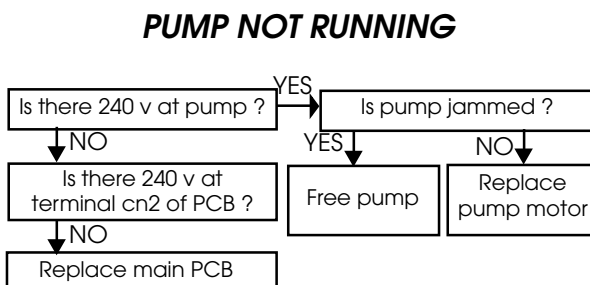 PUMP NOT RUNNING
YES
Is there 240 v at pump ?
Is pump jammed ?
NO
YES
NO
Is there 240 v at
terminal cn2 of PCB ?
Free pump
Replace
pump motor
NO
Replace main PCB